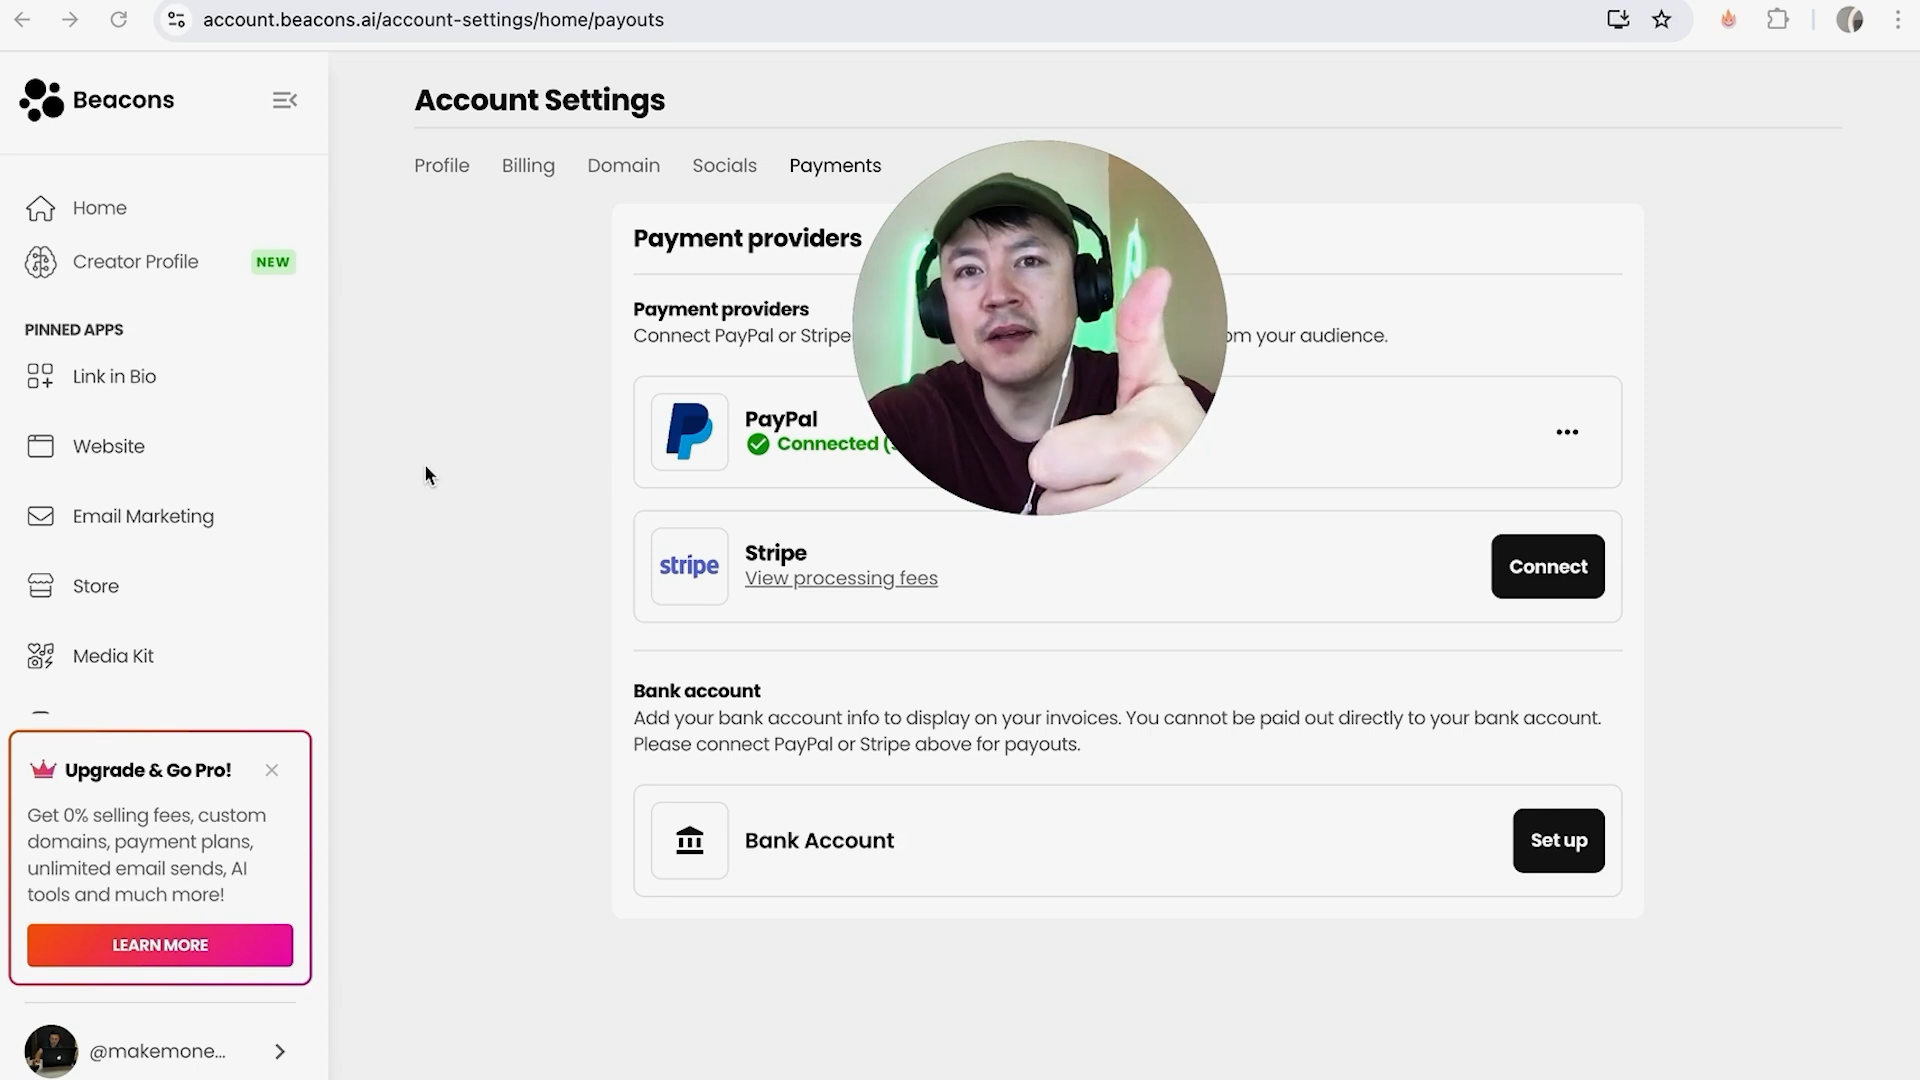 account.beacons.ai/account-settings/home/payouts
Beacons
Account Settings
Profile Billing Domain Socials Payments
Home
Creator Profile NEW
PINNED APPS
Link in Bio
Website
Email Marketing
Store
Media Kit
Upgrade & Go Pro!
Get 0% selling fees, custom
domains, payment plans,
unlimited email sends, AI
tools and much more!
LEARN MORE
@makemone...
Payment providers
Payment providers
Connect PayPal or Stripe your audience.
PayPal
Connected
stripe
Stripe
View processing fees
Connect
Bank account
Add your bank account info to display on your invoices. You cannot be paid out directly to your bank account.
Please connect PayPal or Stripe above for payouts.
Bank Account
Set up